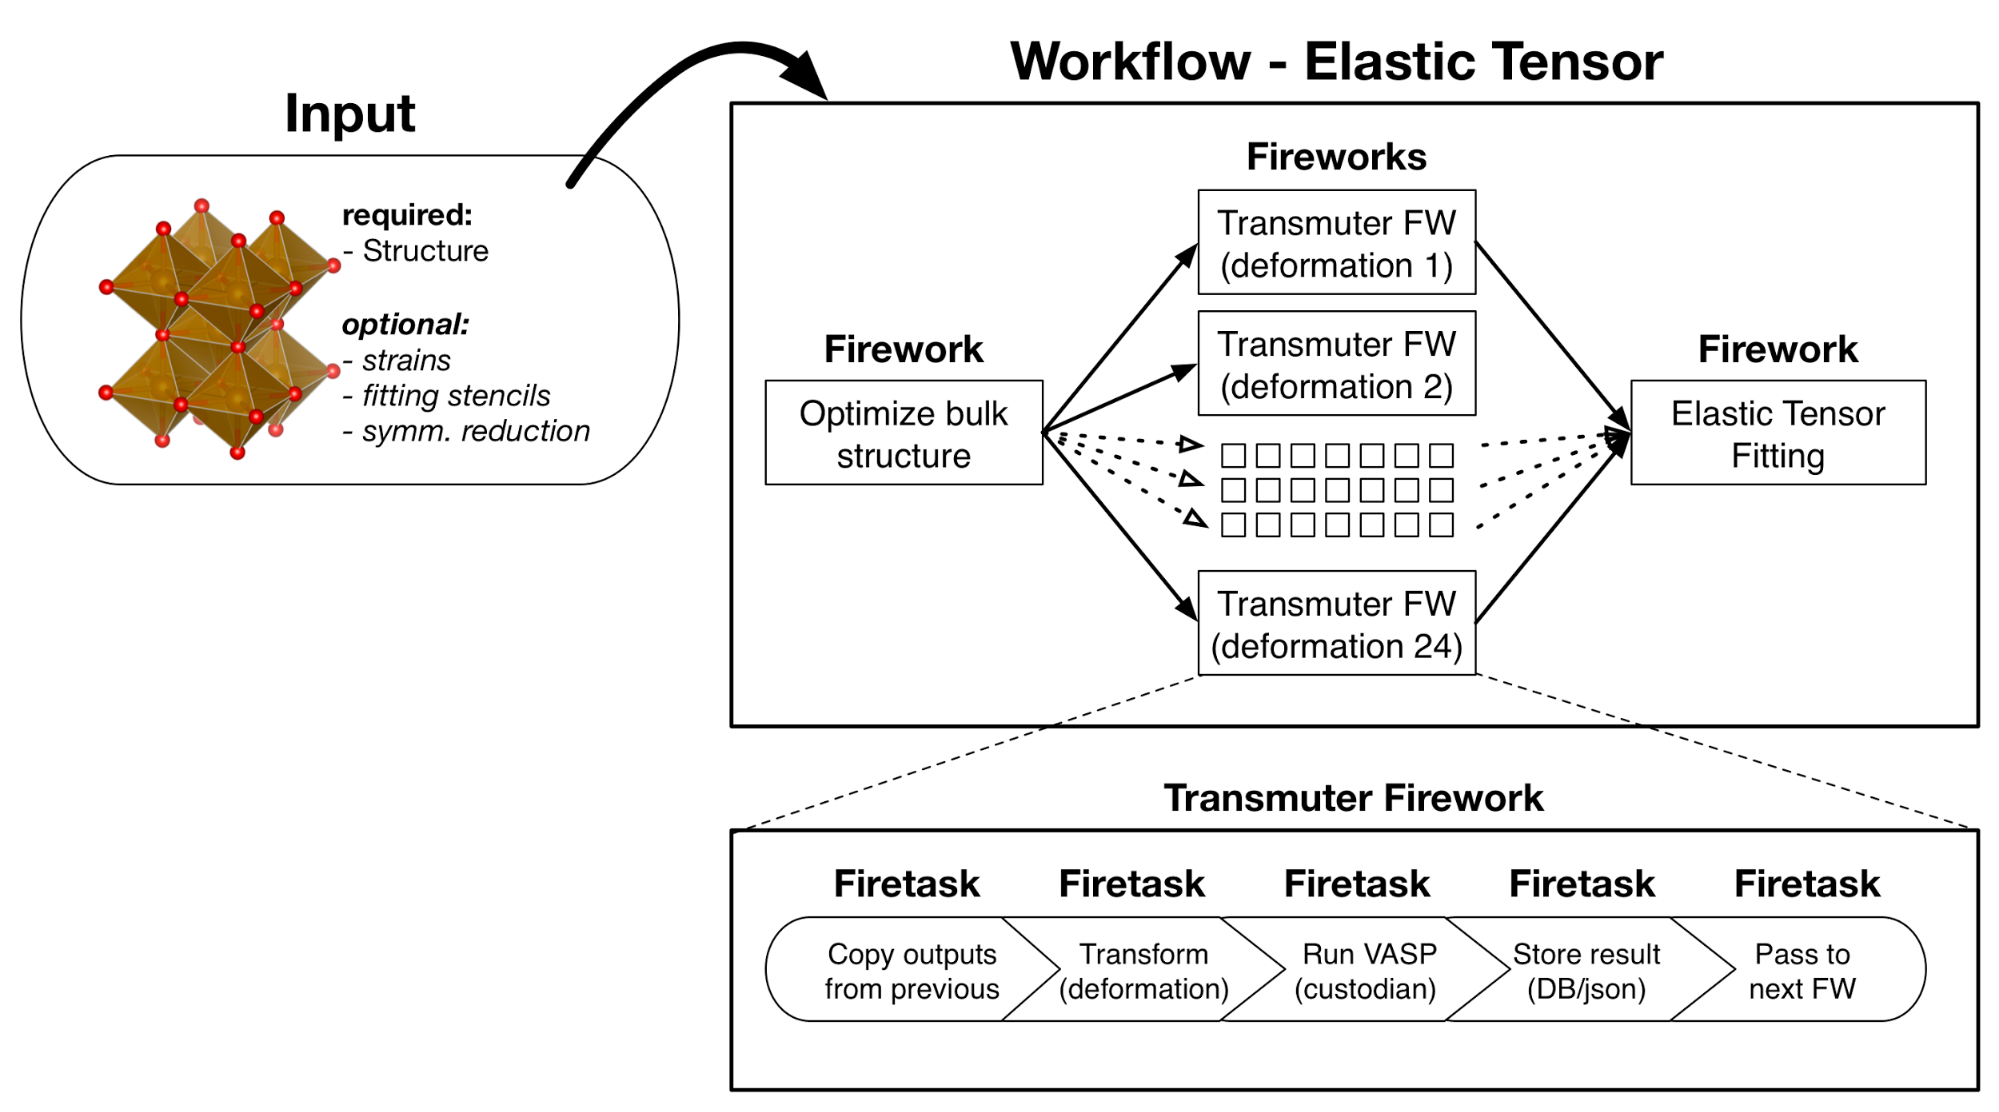 Input
required:
- Structure
optional:
- strains
- fitting stencils
- symm. reduction
Workflow - Elastic Tensor
Fireworks
Transmuter FW
(deformation 1)
Transmuter FW
(deformation 2)
Firework
Optimize bulk
structure
Transmuter FW
(deformation 24)
Firework
Elastic Tensor
Fitting
Transmuter Firework
Firetask
Copy outputs
from previous
Firetask
Transform
(deformation)
Firetask
Run VASP
(custodian)
Firetask
Store result
(DB/json)
Firetask
Pass to
next FW